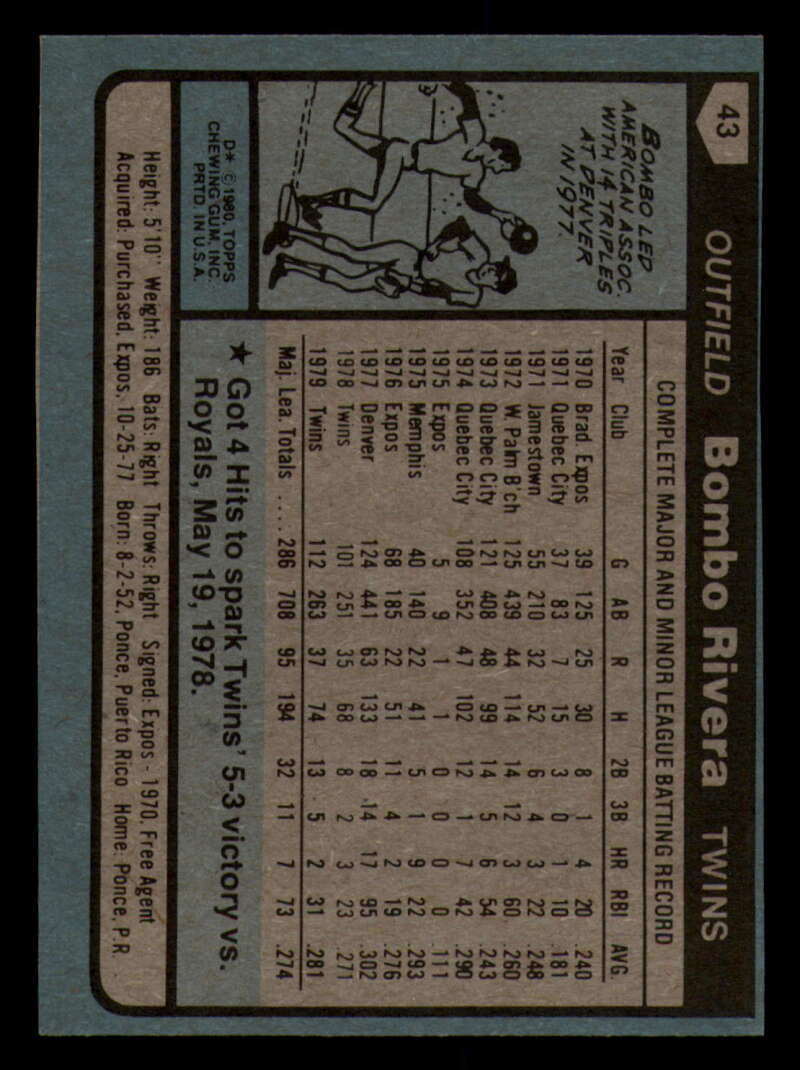 43
OUTFIELD Bombo Rivera TWINS
BOMBO LED
AMERICAN ASSOC.
WITH 14 TRIPLES
AT DENVER
IN 1977.
D* © 1980, TOPPS
CHEWING GUM, INC.
PRTD. IN U.S.A.
COMPLETE MAJOR AND MINOR LEAGUE BATTING RECORD
Year Club G AB R H 2B 3B HR RBI AVG.
1970 Brad. Expos 39 125 25 30 8 1 4 20 .240
1971 Quebec City 37 83 7 15 3 0 1 10 .181
1971 Jamestown 55 210 32 52 6 4 3 22 .248
1972 W Palm B'ch 125 439 44 114 14 12 3 60 .260
1973 Quebec City 121 408 48 99 14 5 6 54 .243
1974 Quebec City 108 352 47 102 12 1 7 42 .290
1975 Expos 5 9 1 1 0 0 0 0 .111
1975 Memphis 40 140 22 41 5 1 9 22 .293
1976 Expos 68 185 22 51 11 4 2 19 .276
1977 Denver 124 441 63 133 18 14 17 95 .302
1978 Twins 101 251 35 68 8 2 3 23 .271
1979 Twins 112 263 37 74 13 5 2 31 .281
Maj. Lea. Totals .... 286 708 95 194 32 11 7 73 .274
★ Got 4 Hits to spark Twins' 5-3 victory vs.
Royals, May 19, 1978.
Height: 5'10" Weight: 186 Bats: Right Throws: Right Signed: Expos - 1970, Free Agent
Acquired: Purchased, Expos, 10-25-77 Born: 8-2-52, Ponce, Puerto Rico Home: Ponce, P.R.